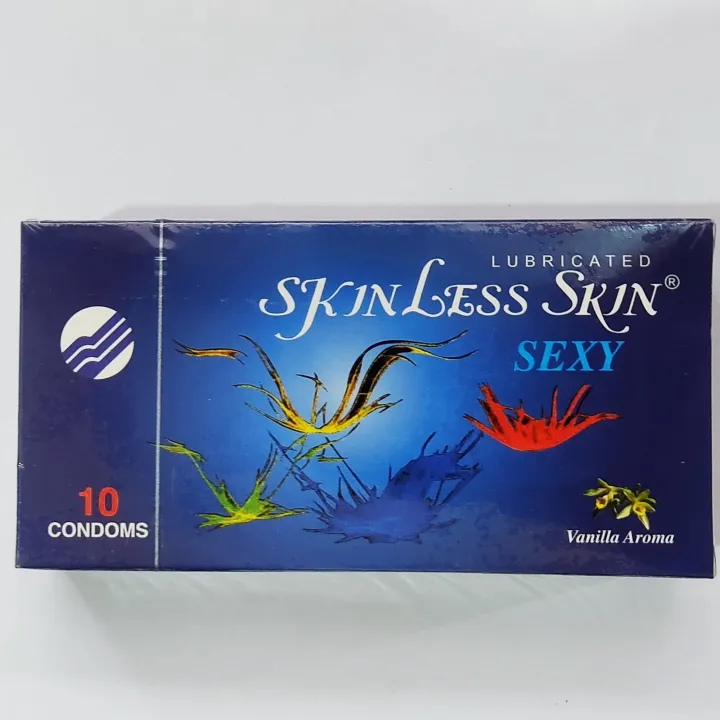 LUBRICATED
SKINLESS SKIN®
SEXY
10
CONDOMS
Vanilla Aroma